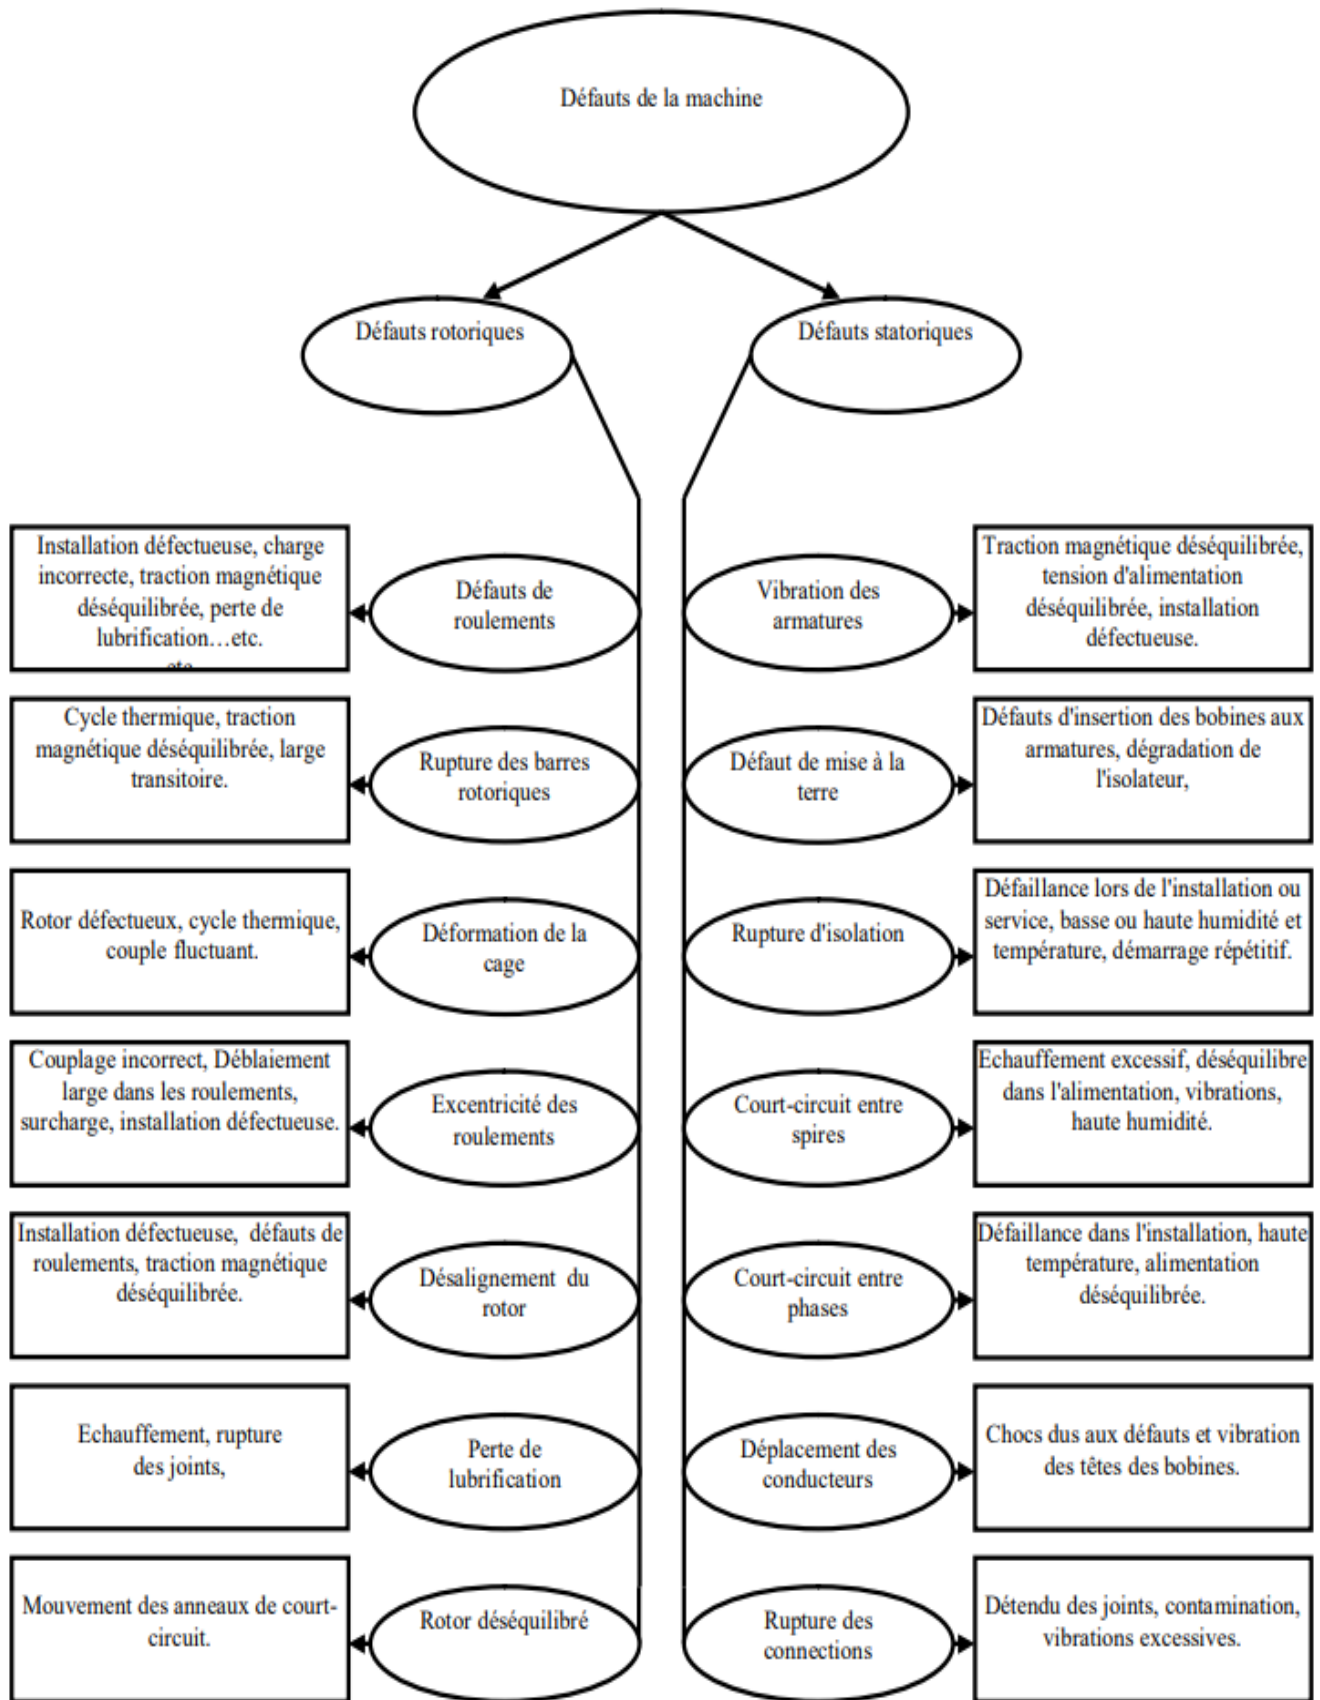 Défauts de la machine
Défauts rotoriques
Défauts statoriques
Installation défectueuse, charge
incorrecte, traction magnétique
déséquilibrée, perte de
lubrification…etc.
etc
Défauts de
roulements
Vibration des
armatures
Traction magnétique déséquilibrée,
tension d'alimentation
déséquilibrée, installation
défectueuse.
Cycle thermique, traction
magnétique déséquilibrée, large
transitoire.
Rupture des barres
rotoriques
Défaut de mise à la
terre
Défauts d'insertion des bobines aux
armatures, dégradation de
l'isolateur,
Rotor défectueux, cycle thermique,
couple fluctuant.
Déformation de la
cage
Rupture d'isolation
Défaillance lors de l'installation ou
service, basse ou haute humidité et
température, démarrage répétitif.
Couplage incorrect, Déblaiement
large dans les roulements,
surcharge, installation défectueuse.
Excentricité des
roulements
Court-circuit entre
spires
Echauffement excessif, déséquilibre
dans l'alimentation, vibrations,
haute humidité.
Installation défectueuse, défauts de
roulements, traction magnétique
déséquilibrée.
Désalignement du
rotor
Court-circuit entre
phases
Défaillance dans l'installation, haute
température, alimentation
déséquilibrée.
Echauffement, rupture
des joints,
Perte de
lubrification
Déplacement des
conducteurs
Chocs dus aux défauts et vibration
des têtes des bobines.
Mouvement des anneaux de court-
circuit.
Rotor déséquilibré
Rupture des
connections
Détendu des joints, contamination,
vibrations excessives.